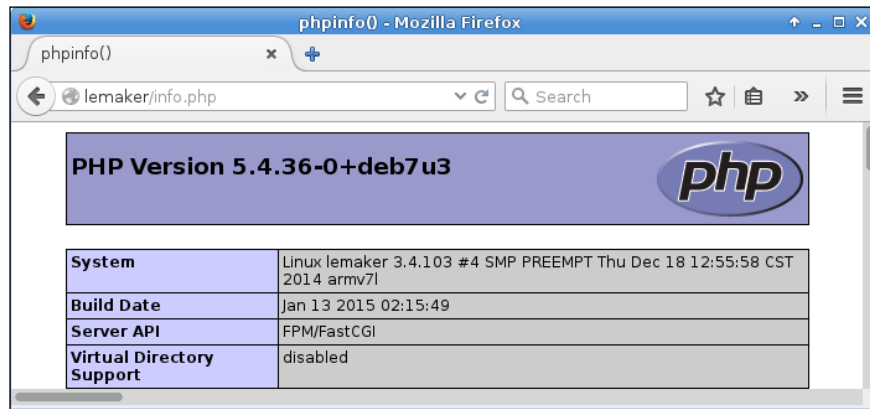 phpinfo() - Mozilla Firefox
phpinfo()
lemaker/info.php
Search
PHP Version 5.4.36-0+deb7u3
php
System
Linux lemaker 3.4.103 #4 SMP PREEMPT Thu Dec 18 12:55:58 CST
2014 armv7l
Build Date
Jan 13 2015 02:15:49
Server API
FPM/FastCGI
Virtual Directory
Support
disabled